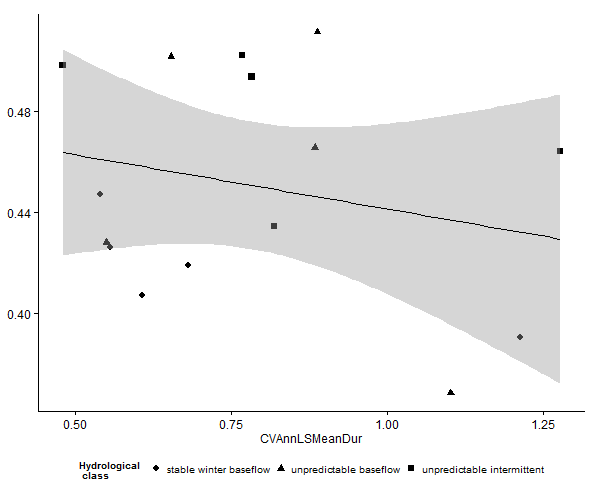 0.48
0.44
0.40
0.50
0.75
1.00
1.25
CVAnnLSMeanDur
Hydrological
class
stable winter baseflow
unpredictable baseflow
unpredictable intermittent